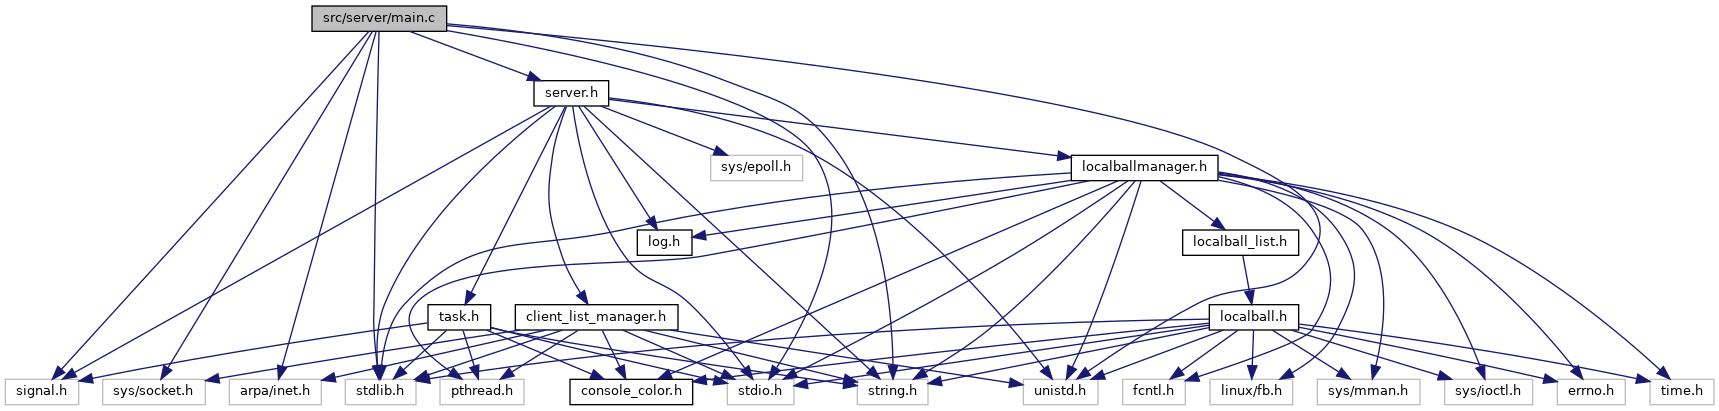 src/server/main.c
server.h
sys/epoll.h
localballmanager.h
log.h
localball_list.h
task.h
client_list_manager.h
localball.h
signal.h
sys/socket.h
arpa/inet.h
stdlib.h
pthread.h
console_color.h
stdio.h
string.h
unistd.h
fcntl.h
linux/fb.h
sys/mman.h
sys/ioctl.h
errno.h
time.h